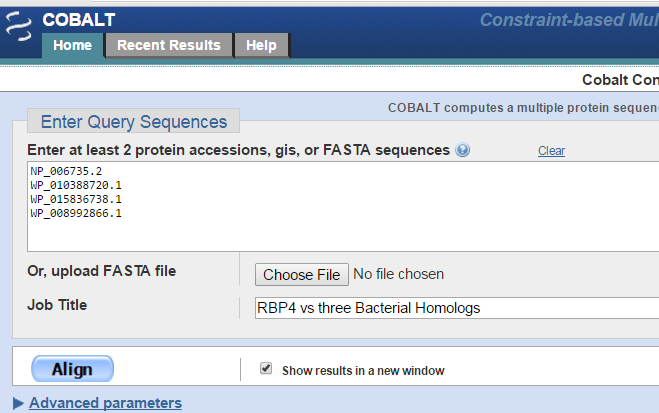 COBALT
Constraint-based Mul
Home Recent Results Help
Cobalt Con
COBALT computes a multiple protein sequen
Enter Query Sequences
Enter at least 2 protein accessions, gis, or FASTA sequences Clear
NP_006735.2
WP_010388720.1
WP_015836738.1
WP_008992866.1
Or, upload FASTA file Choose File No file chosen
Job Title RBP4 vs three Bacterial Homologs
Align Show results in a new window
Advanced parameters